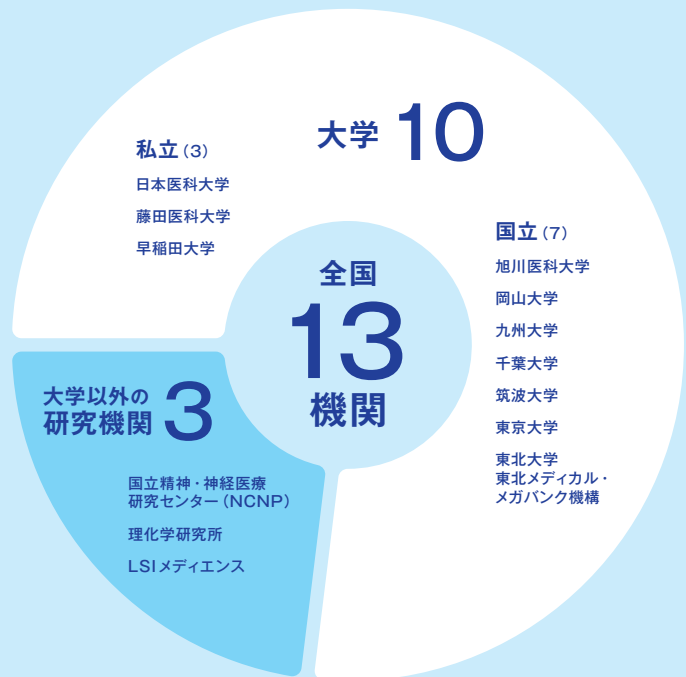 大学 10
私立(3)
日本医科大学
藤田医科大学
早稲田大学
国立(7)
旭川医科大学
岡山大学
九州大学
千葉大学
筑波大学
東京大学
東北大学
東北メディカル・
メガバンク機構
全国
13
機関
大学以外の
研究機関 3
国立精神・神経医療
研究センター(NCNP)
理化学研究所
LSIメディエンス